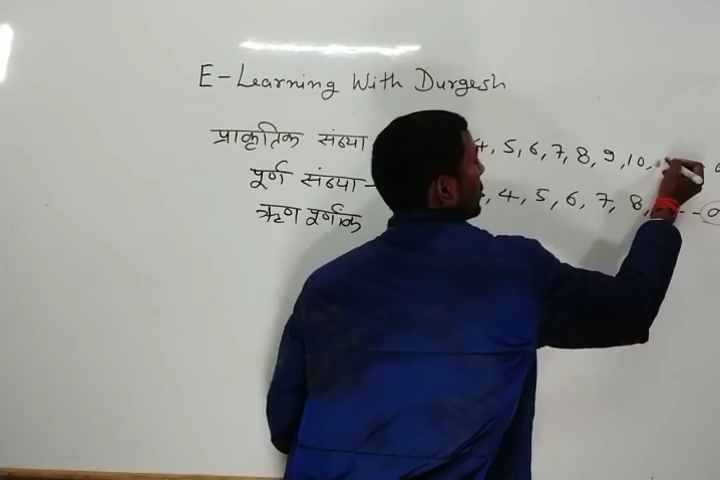 E-Learning With Durgesh
प्राकृतिक संख्या 4, 5, 6, 7, 8, 9, 10,
पूर्ण संख्या - 4, 5, 6, 7, 8, --
ऋण पूर्णांक